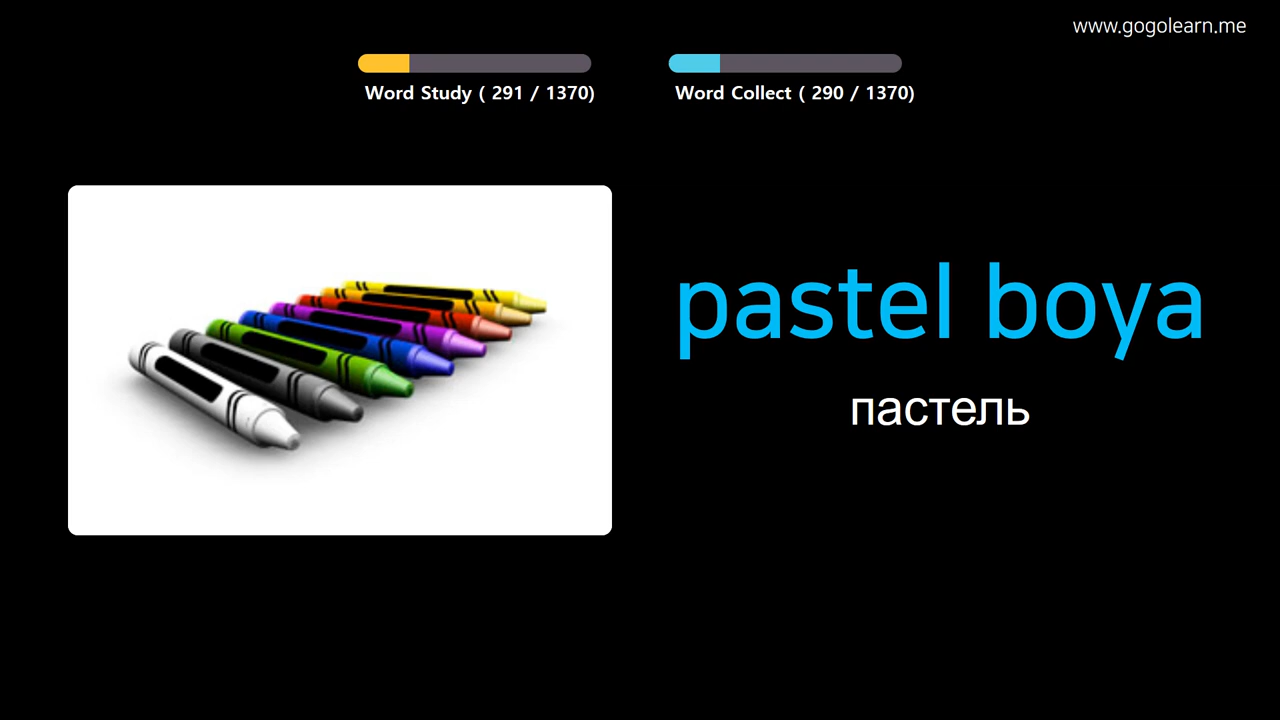 www.gogolearn.me
Word Study ( 291 / 1370)
Word Collect ( 290 / 1370)
pastel boya
пастель